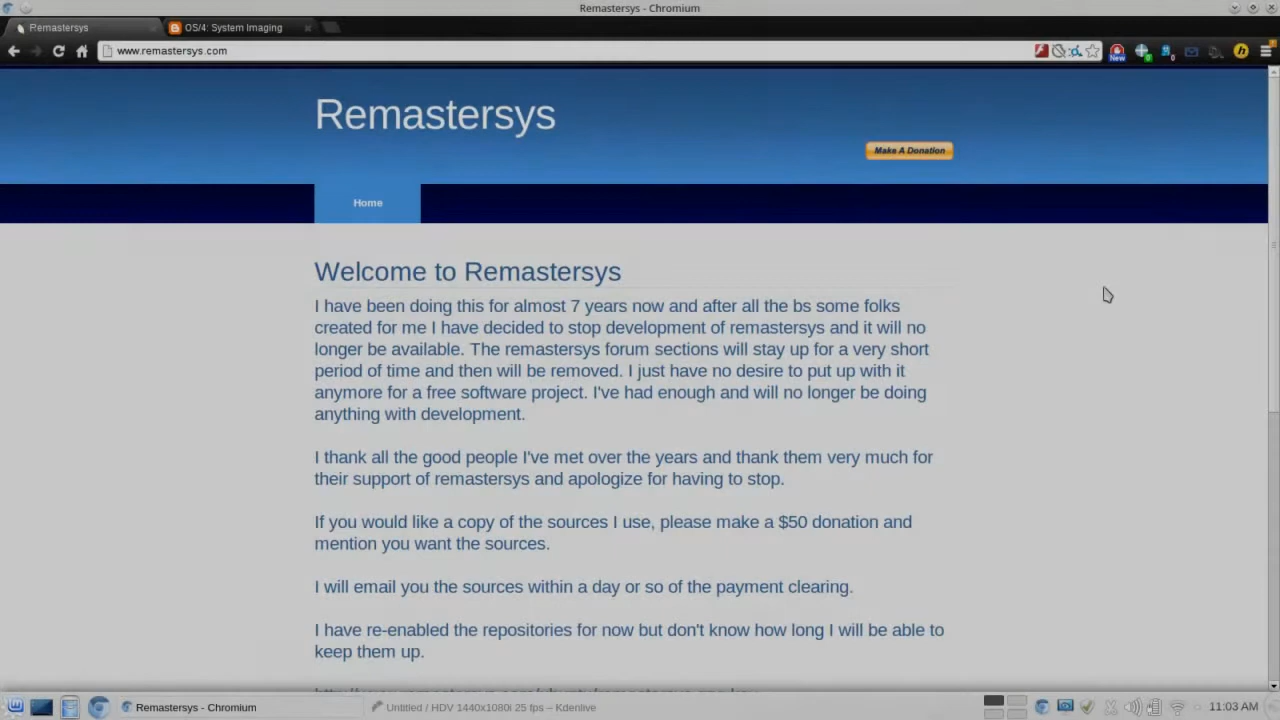 Remastersys - Chromium
Remastersys
OS/4: System Imaging
www.remastersys.com
New
0
0
Remastersys
Make A Donation
Home
Welcome to Remastersys
I have been doing this for almost 7 years now and after all the bs some folks
created for me I have decided to stop development of remastersys and it will no
longer be available. The remastersys forum sections will stay up for a very short
period of time and then will be removed. I just have no desire to put up with it
anymore for a free software project. I've had enough and will no longer be doing
anything with development.
I thank all the good people I've met over the years and thank them very much for
their support of remastersys and apologize for having to stop.
If you would like a copy of the sources I use, please make a $50 donation and
mention you want the sources.
I will email you the sources within a day or so of the payment clearing.
I have re-enabled the repositories for now but don't know how long I will be able to
keep them up.
Remastersys - Chromium
Untitled / HDV 1440x1080i 25 fps – Kdenlive
11:03 AM